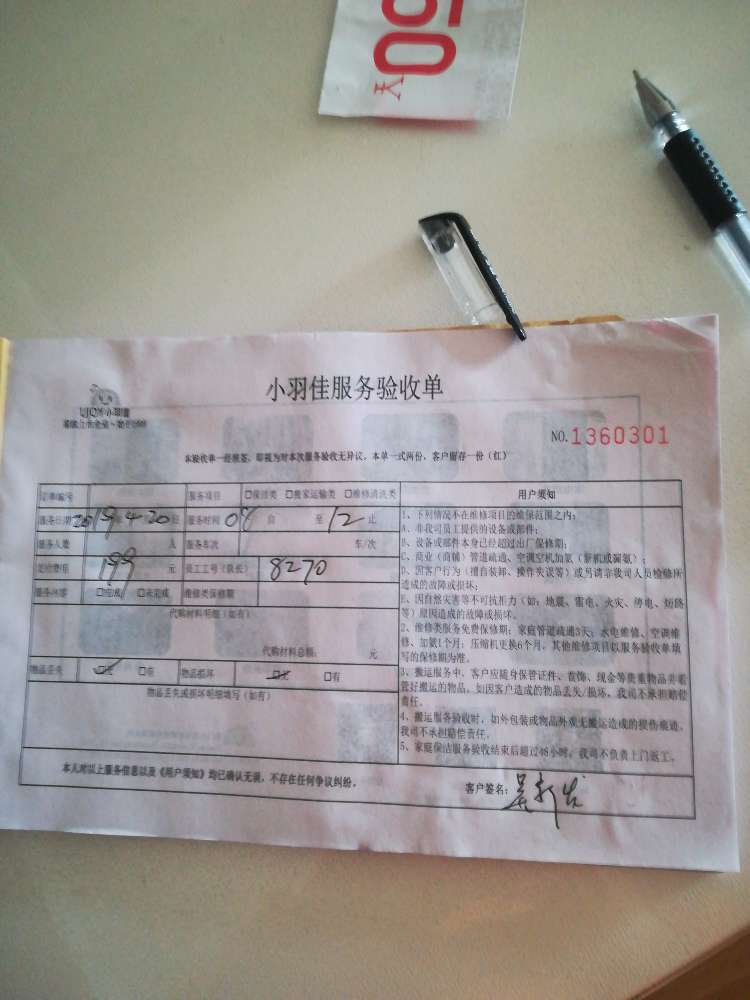 50
¥
小羽佳服务验收单
NO.1360301
本验收单一经签签，即视为对本次服务验收无异议，本单一式两份，客户留存一份（红）
订单编号 服务项目 □保洁类 □搬家运输类 □维修清洗类
服务日期 2019年4 20日 服务时间 08 自 至 12 止
服务人数 人 服务车次 车/次
支付费用 199 元 员工工号（队长） 8270
服务内容 □完成 □未完成 维修类保修期
代购材料明细（如有）
代购材料总额： 元
物品丢失 □无 □有 物品损坏 □无 □有
物品丢失或损坏明细填写（如有）
用户须知
1、下列情况不在维修项目的维保范围之内：
A、非我司员工提供的设备或部件；
B、设备或部件本身已经超过出厂保修期；
C、商业（商铺）管道疏通、空调空机加氨（新机或漏氨）；
D、因客户行为（擅自装卸、操作失误等）或另请非我司人员检修所
造成的故障或损坏；
E、因自然灾害等不可抗拒力（如：地震、雷电、火灾、停电、短路
等）原因造成的故障或损坏。
2、维修类服务免费保修期：家庭管道疏通3天；水电维修、空调维
修、加氨1个月；压缩机更换6个月，其他维修项目以服务验收单填
写的保修期为准。
3、搬运服务中，客户应随身保管证件、首饰、现金等贵重物品并看
管好搬运的物品，如因客户造成的物品丢失/损坏，我司不承担赔偿
责任。
4、搬运服务验收时，如外包装或物品外观无搬运造成的损伤痕迹，
我司不承担赔偿责任。
5、家庭保洁服务验收结束后超过48小时，我司不负责上门返工。
本人对以上服务信息以及《用户须知》均已确认无误，不存在任何争议纠纷。
客户签名：